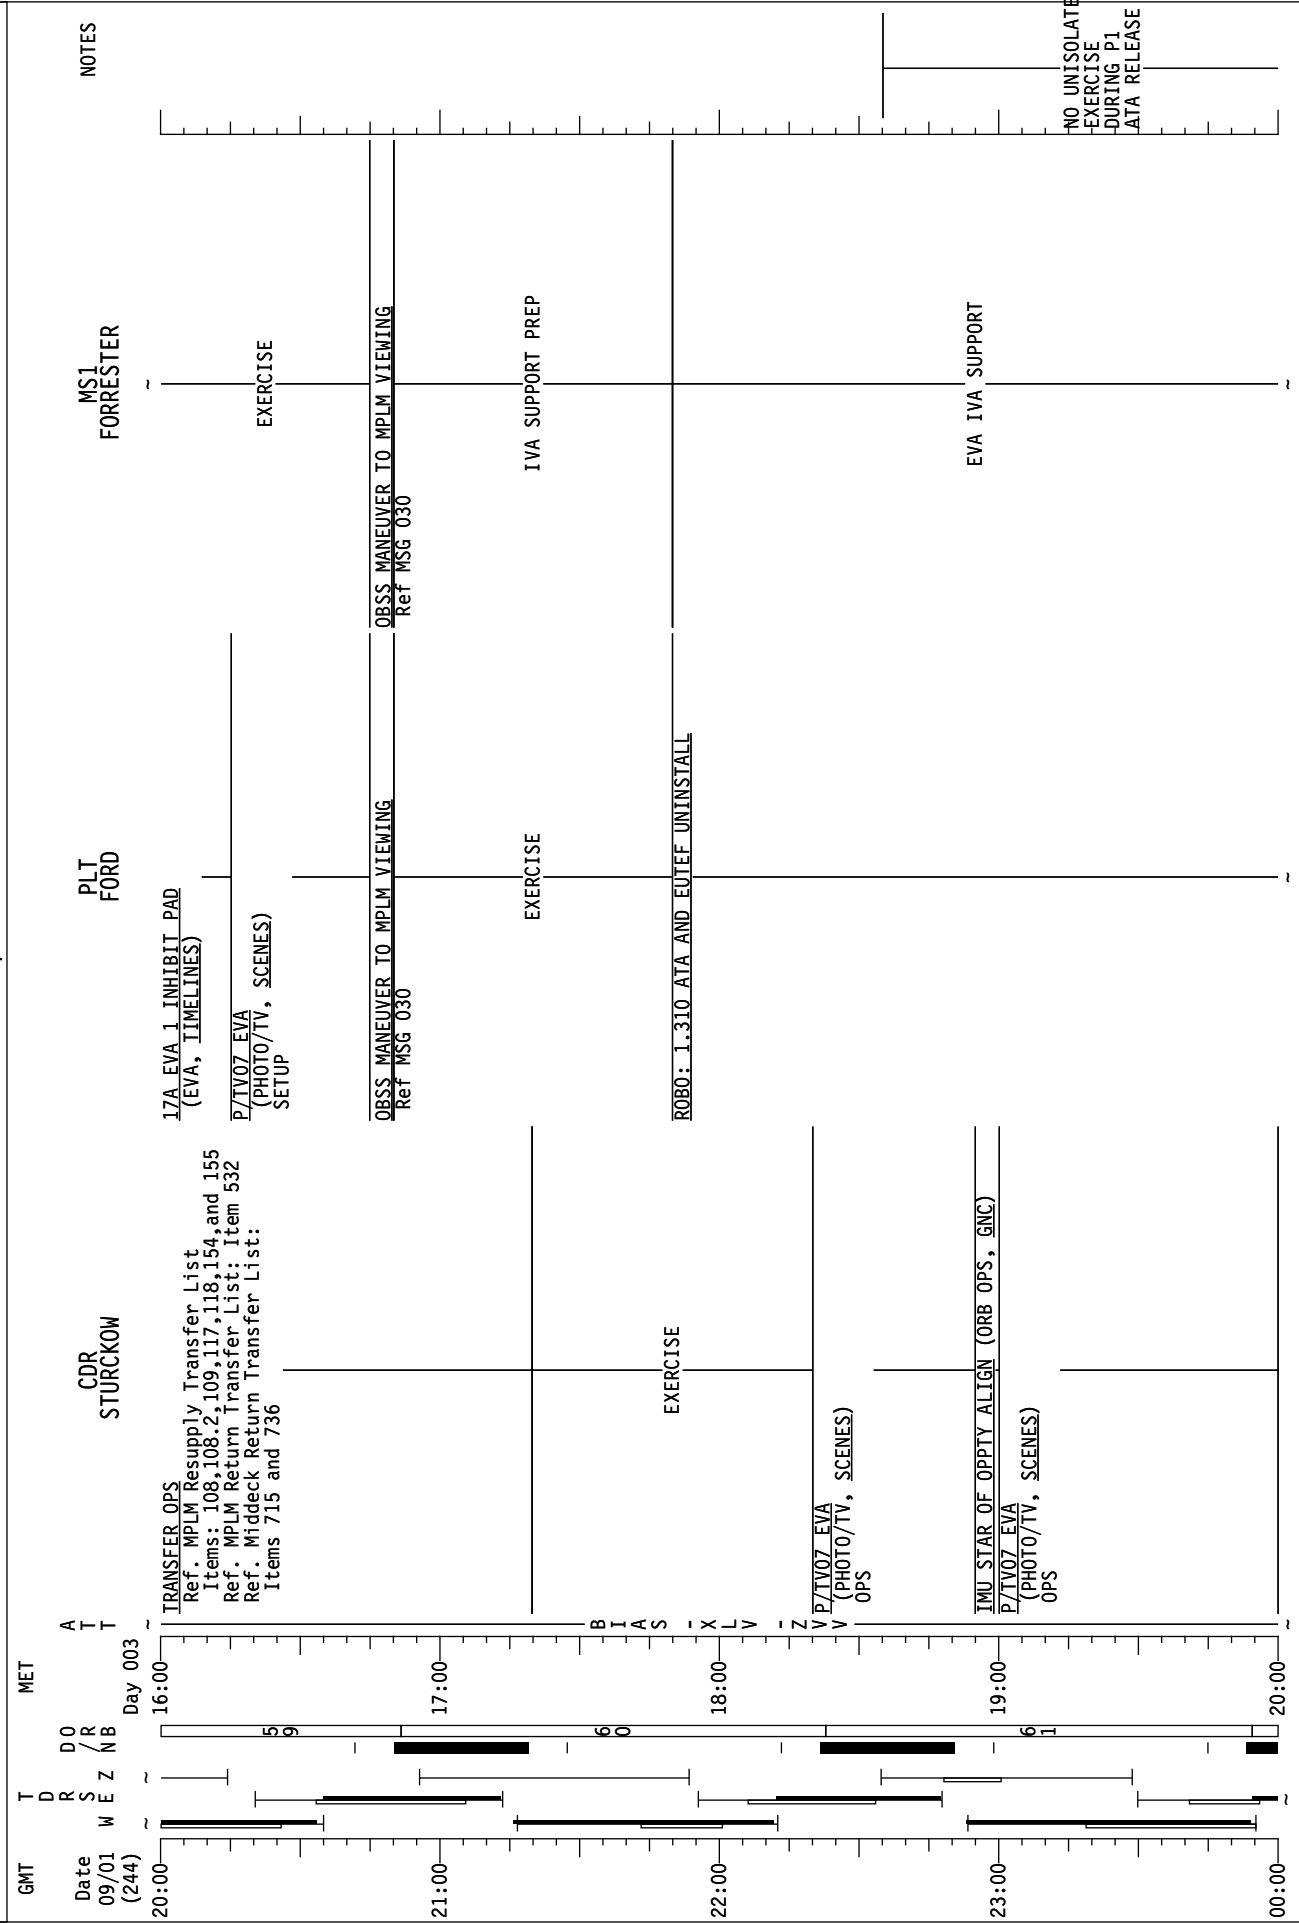 GMT
Date
09/01
(244)
T
D
R
S
W E Z
D O
/ R
N B
MET
Day 003
A
T
T
CDR
STURCKOW
PLT
FORD
MS1
FORRESTER
NOTES
20:00
21:00
22:00
23:00
00:00
59
60
61
16:00
17:00
18:00
19:00
20:00
BIAS -XLV -ZVV
TRANSFER OPS
Ref. MPLM Resupply Transfer List
Items: 108,108.2,109,117,118,154,and 155
Ref. MPLM Return Transfer List: Item 532
Ref. Middeck Return Transfer List:
Items 715 and 736
EXERCISE
P/TV07 EVA
(PHOTO/TV, SCENES)
OPS
IMU STAR OF OPPTY ALIGN (ORB OPS, GNC)
P/TV07 EVA
(PHOTO/TV, SCENES)
OPS
17A EVA 1 INHIBIT PAD
(EVA, TIMELINES)
P/TV07 EVA
(PHOTO/TV, SCENES)
SETUP
OBSS MANEUVER TO MPLM VIEWING
Ref MSG 030
EXERCISE
ROBO: 1.310 ATA AND EUTEF UNINSTALL
EXERCISE
OBSS MANEUVER TO MPLM VIEWING
Ref MSG 030
IVA SUPPORT PREP
EVA IVA SUPPORT
NO UNISOLATE
EXERCISE
DURING P1
ATA RELEASE